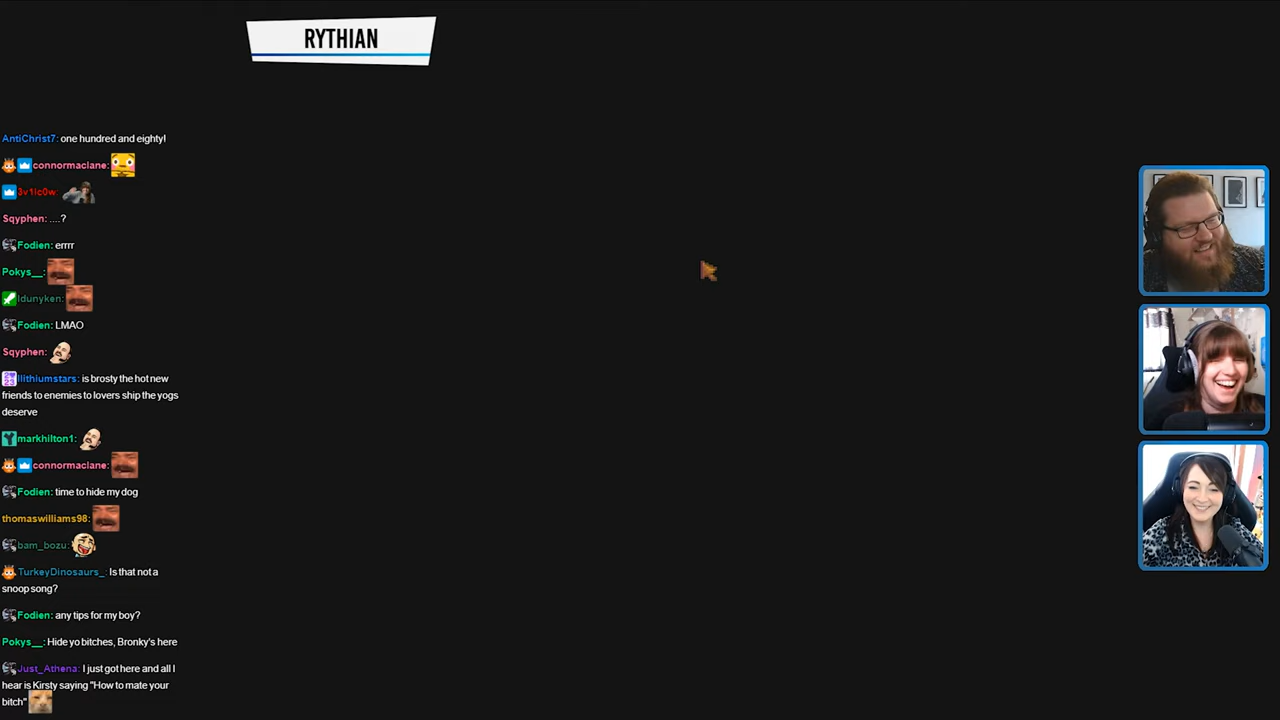 RYTHIAN
AntiChrist7: one hundred and eighty!
connormaclane:
3v1lc0w:
Sqyphen: ....?
Fodien: errrr
Pokys__:
Idunyken:
Fodien: LMAO
Sqyphen:
llithiumstars: is brosty the hot new
friends to enemies to lovers ship the yogs
deserve
markhilton1:
connormaclane:
Fodien: time to hide my dog
thomaswilliams98:
bam_bozu:
TurkeyDinosaurs_: Is that not a
snoop song?
Fodien: any tips for my boy?
Pokys__: Hide yo bitches, Bronky's here
Just_Athena: I just got here and all I
hear is Kirsty saying "How to mate your
bitch"